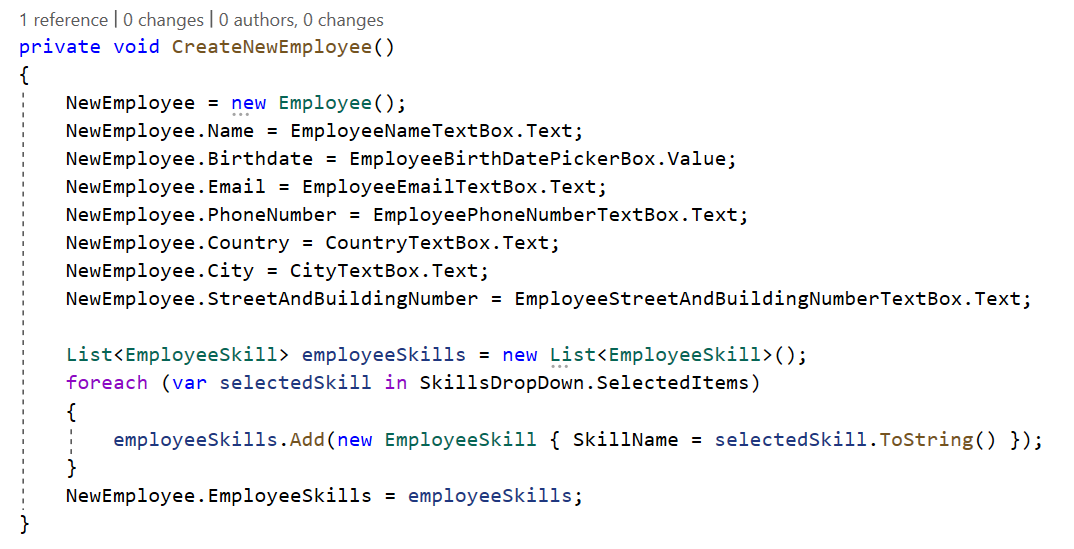 1 reference | 0 changes | 0 authors, 0 changes
private void CreateNewEmployee()
{
    NewEmployee = new Employee();
    NewEmployee.Name = EmployeeNameTextBox.Text;
    NewEmployee.Birthdate = EmployeeBirthDatePickerBox.Value;
    NewEmployee.Email = EmployeeEmailTextBox.Text;
    NewEmployee.PhoneNumber = EmployeePhoneNumberTextBox.Text;
    NewEmployee.Country = CountryTextBox.Text;
    NewEmployee.City = CityTextBox.Text;
    NewEmployee.StreetAndBuildingNumber = EmployeeStreetAndBuildingNumberTextBox.Text;

    List<EmployeeSkill> employeeSkills = new List<EmployeeSkill>();
    foreach (var selectedSkill in SkillsDropDown.SelectedItems)
    {
        employeeSkills.Add(new EmployeeSkill { SkillName = selectedSkill.ToString() });
    }
    NewEmployee.EmployeeSkills = employeeSkills;
}